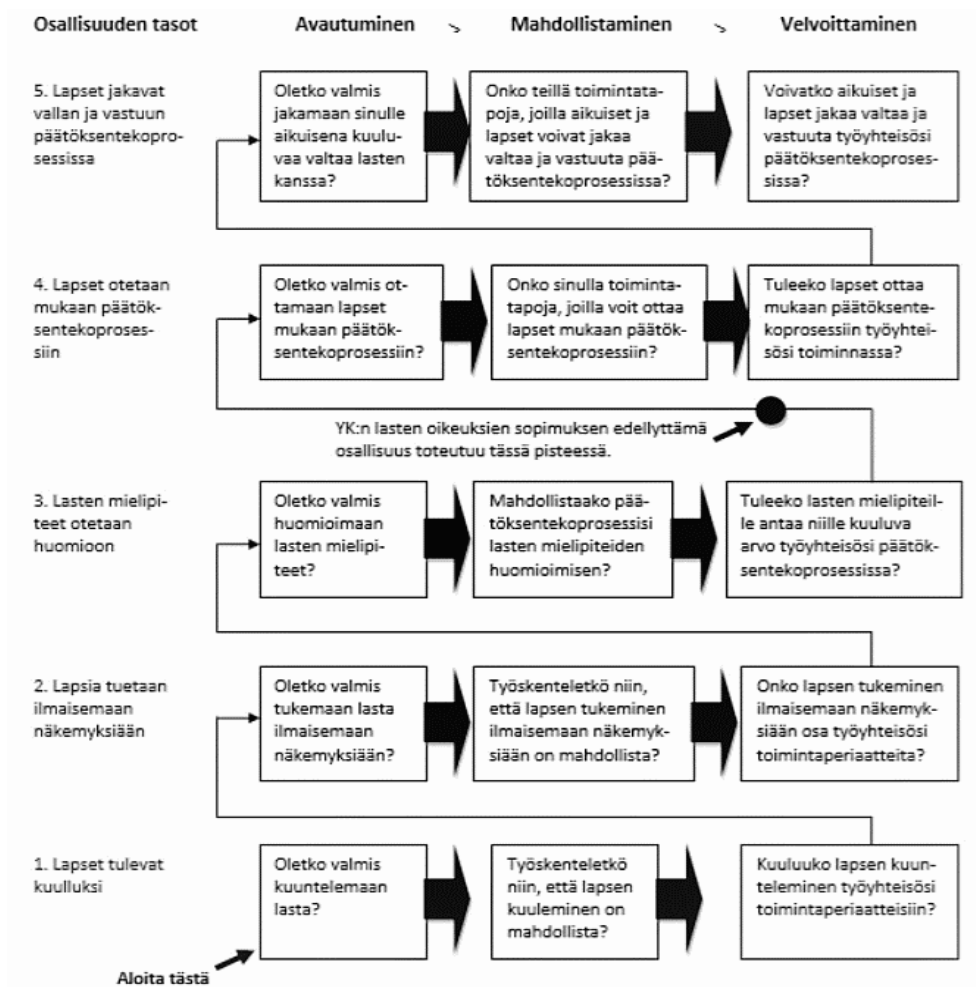 Osallisuuden tasot
Avautuminen > Mahdollistaminen > Velvoittaminen
5. Lapset jakavat
vallan ja vastuun
päätöksentekopro-
sessissa
Oletko valmis
jakamaan sinulle
aikuisena kuulu-
vaa valtaa lasten
kanssa?
Onko teillä toimintata-
poja, joilla aikuiset ja
lapset voivat jakaa
valtaa ja vastuuta pää-
töksentekoprosessissa?
Voivatko aikuiset ja
lapset jakaa valtaa ja
vastuuta työyhteisösi
päätöksentekoproses-
sissa?
4. Lapset otetaan
mukaan päätök-
sentekoproses-
siin
Oletko valmis ot-
tamaan lapset
mukaan päätök-
sentekoprosessiin?
Onko sinulla toiminta-
tapoja, joilla voit ottaa
lapset mukaan päätök-
sentekoprosessiin?
Tuleeko lapset ottaa
mukaan päätöksente-
koprosessiin työyhtei-
sösi toiminnassa?
YK:n lasten oikeuksien sopimuksen edellyttämä
osallisuus toteutuu tässä pisteessä.
3. Lasten mielipi-
teet otetaan
huomioon
Oletko valmis
huomioimaan
lasten mielipi-
teet?
Mahdollistaako pää-
töksentekoprosessisi
lasten mielipiteiden
huomioimisen?
Tuleeko lasten mielipiteil-
le antaa niille kuuluva
arvo työyhteisösi päätök-
sentekoprosessissa?
2. Lapsia tuetaan
ilmaisemaan
näkemyksiään
Oletko valmis
tukemaan lasta
ilmaisemaan
näkemyksiään?
Työskenteletkö niin,
että lapsen tukeminen
ilmaisemaan näkemyk-
siään on mahdollista?
Onko lapsen tukeminen
ilmaisemaan näkemyk-
siään osa työyhteisösi
toimintaperiaatteita?
1. Lapset tulevat
kuulluksi
Oletko valmis
kuuntelemaan
lasta?
Työskenteletkö
niin, että lapsen
kuuleminen on
mahdollista?
Kuuluuko lapsen kuun-
teleminen työyhteisösi
toimintaperiaatteisiin?
Aloita tästä